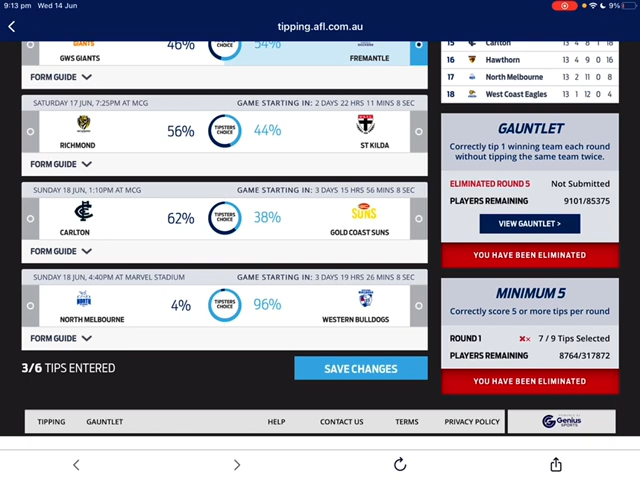 9:13 pm Wed 14 Jun
9%
tipping.afl.com.au
GIANTS
GWS GIANTS
46%
TIPSTERS CHOICE
54%
FREMANTLE
FORM GUIDE
SATURDAY 17 JUN, 7:25PM AT MCG
GAME STARTING IN: 2 DAYS 22 HRS 11 MINS 8 SEC
RICHMOND
56%
TIPSTERS CHOICE
44%
ST KILDA
FORM GUIDE
SUNDAY 18 JUN, 1:10PM AT MCG
GAME STARTING IN: 3 DAYS 15 HRS 56 MINS 8 SEC
CARLTON
62%
TIPSTERS CHOICE
38%
SUNS
GOLD COAST SUNS
FORM GUIDE
SUNDAY 18 JUN, 4:40PM AT MARVEL STADIUM
GAME STARTING IN: 3 DAYS 19 HRS 26 MINS 8 SEC
NORTH MELBOURNE
4%
TIPSTERS CHOICE
96%
WESTERN BULLDOGS
FORM GUIDE
3/6 TIPS ENTERED
SAVE CHANGES
15 Carlton 13 4 8 1 18
16 Hawthorn 13 4 9 0 16
17 North Melbourne 13 2 11 0 8
18 West Coast Eagles 13 1 12 0 4
GAUNTLET
Correctly tip 1 winning team each round
without tipping the same team twice.
ELIMINATED ROUND 5 Not Submitted
PLAYERS REMAINING 9101/85375
VIEW GAUNTLET >
YOU HAVE BEEN ELIMINATED
MINIMUM 5
Correctly score 5 or more tips per round
ROUND 1 7 / 9 Tips Selected
PLAYERS REMAINING 8764/317872
YOU HAVE BEEN ELIMINATED
TIPPING GAUNTLET HELP CONTACT US TERMS PRIVACY POLICY
Genius
SPORTS